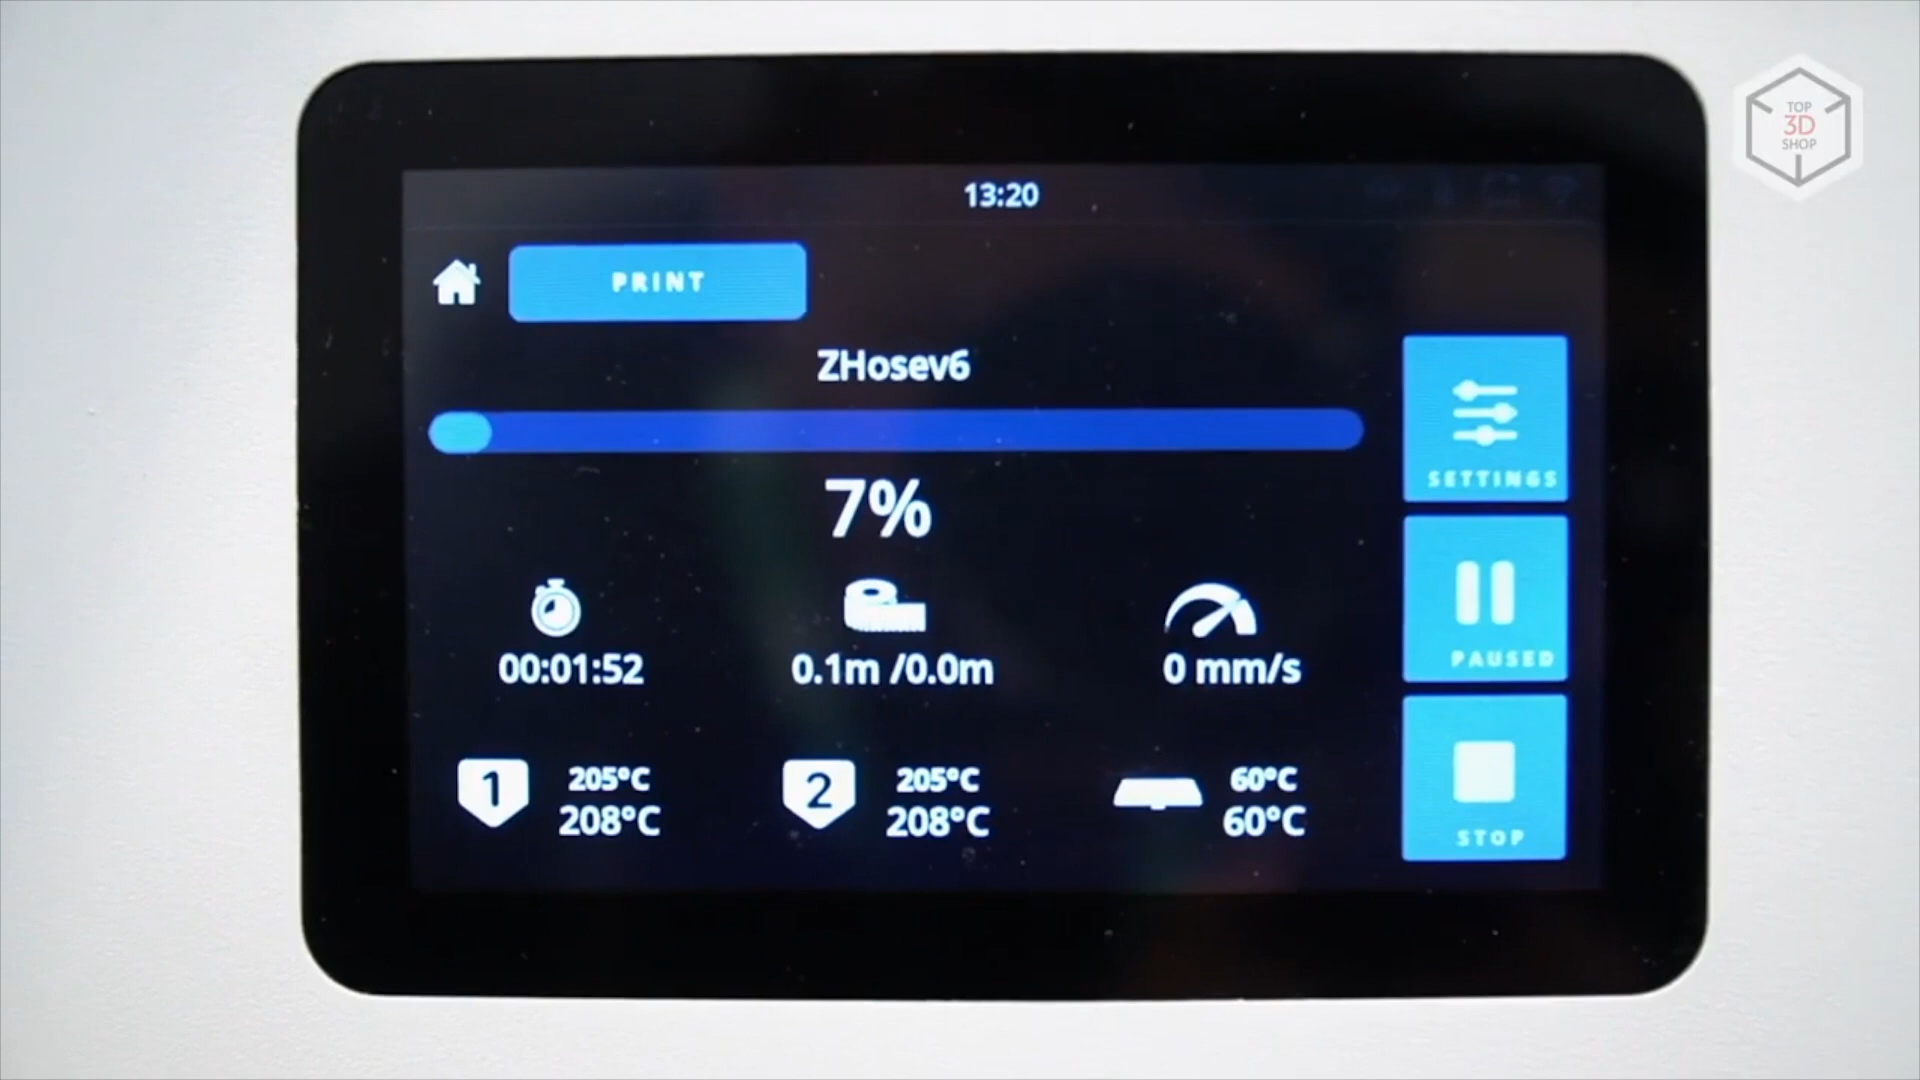 TOP
3D
SHOP
13:20
PRINT
ZHosev6
7%
SETTINGS
00:01:52
0.1m /0.0m
0 mm/s
PAUSED
1
205°C
208°C
2
205°C
208°C
60°C
60°C
STOP